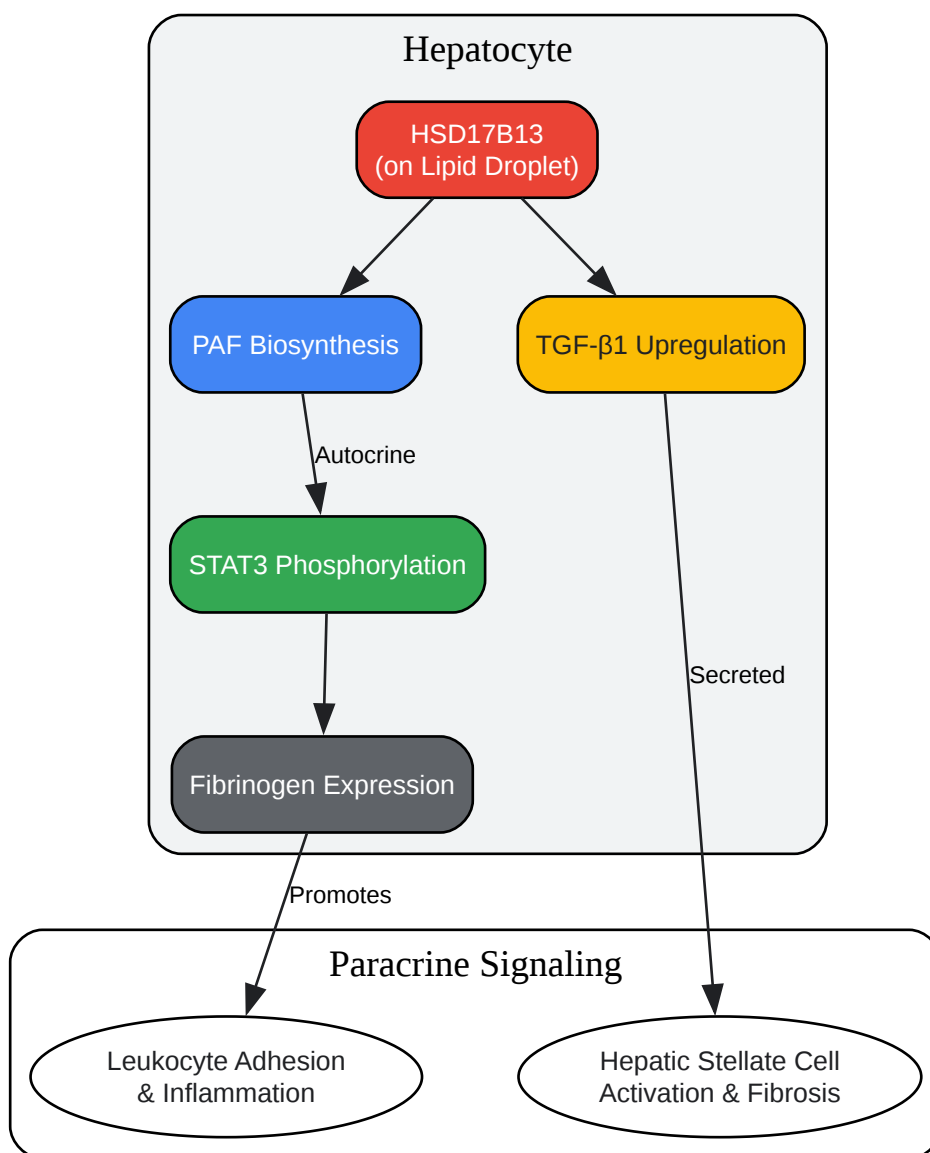 Hepatocyte
HSD17B13
(on Lipid Droplet)
PAF Biosynthesis
TGF-β1 Upregulation
Autocrine
STAT3 Phosphorylation
Secreted
Fibrinogen Expression
Promotes
Paracrine Signaling
Leukocyte Adhesion
& Inflammation
Hepatic Stellate Cell
Activation & Fibrosis